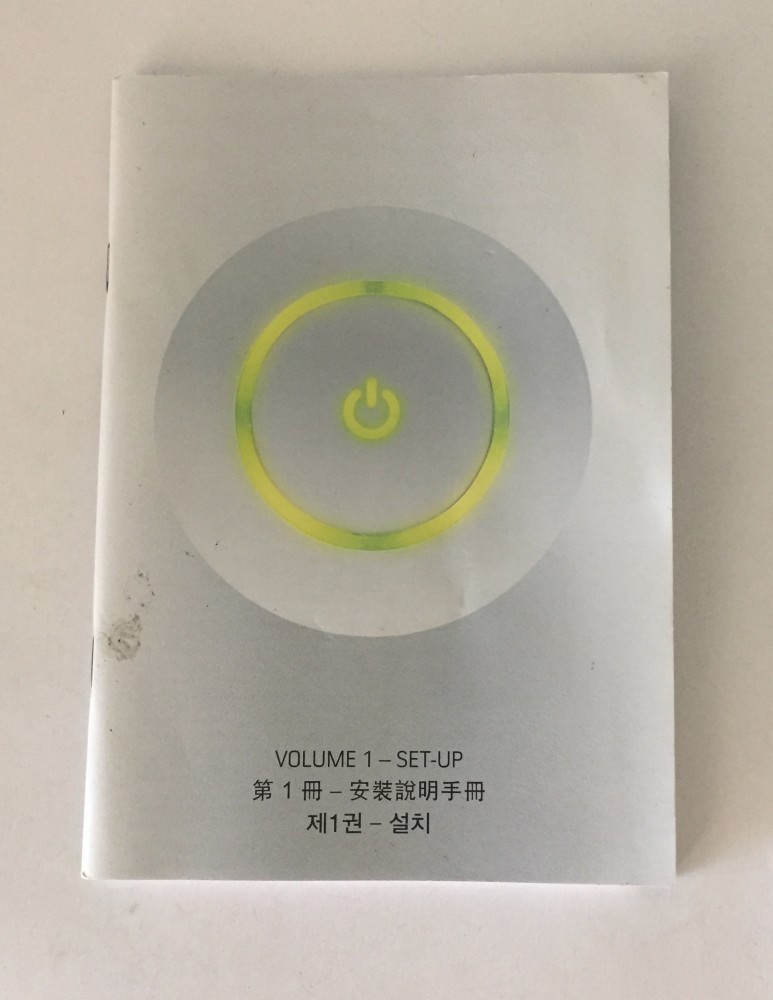 VOLUME 1 – SET-UP
第 1 冊 – 安裝說明手冊
제1권 – 설치